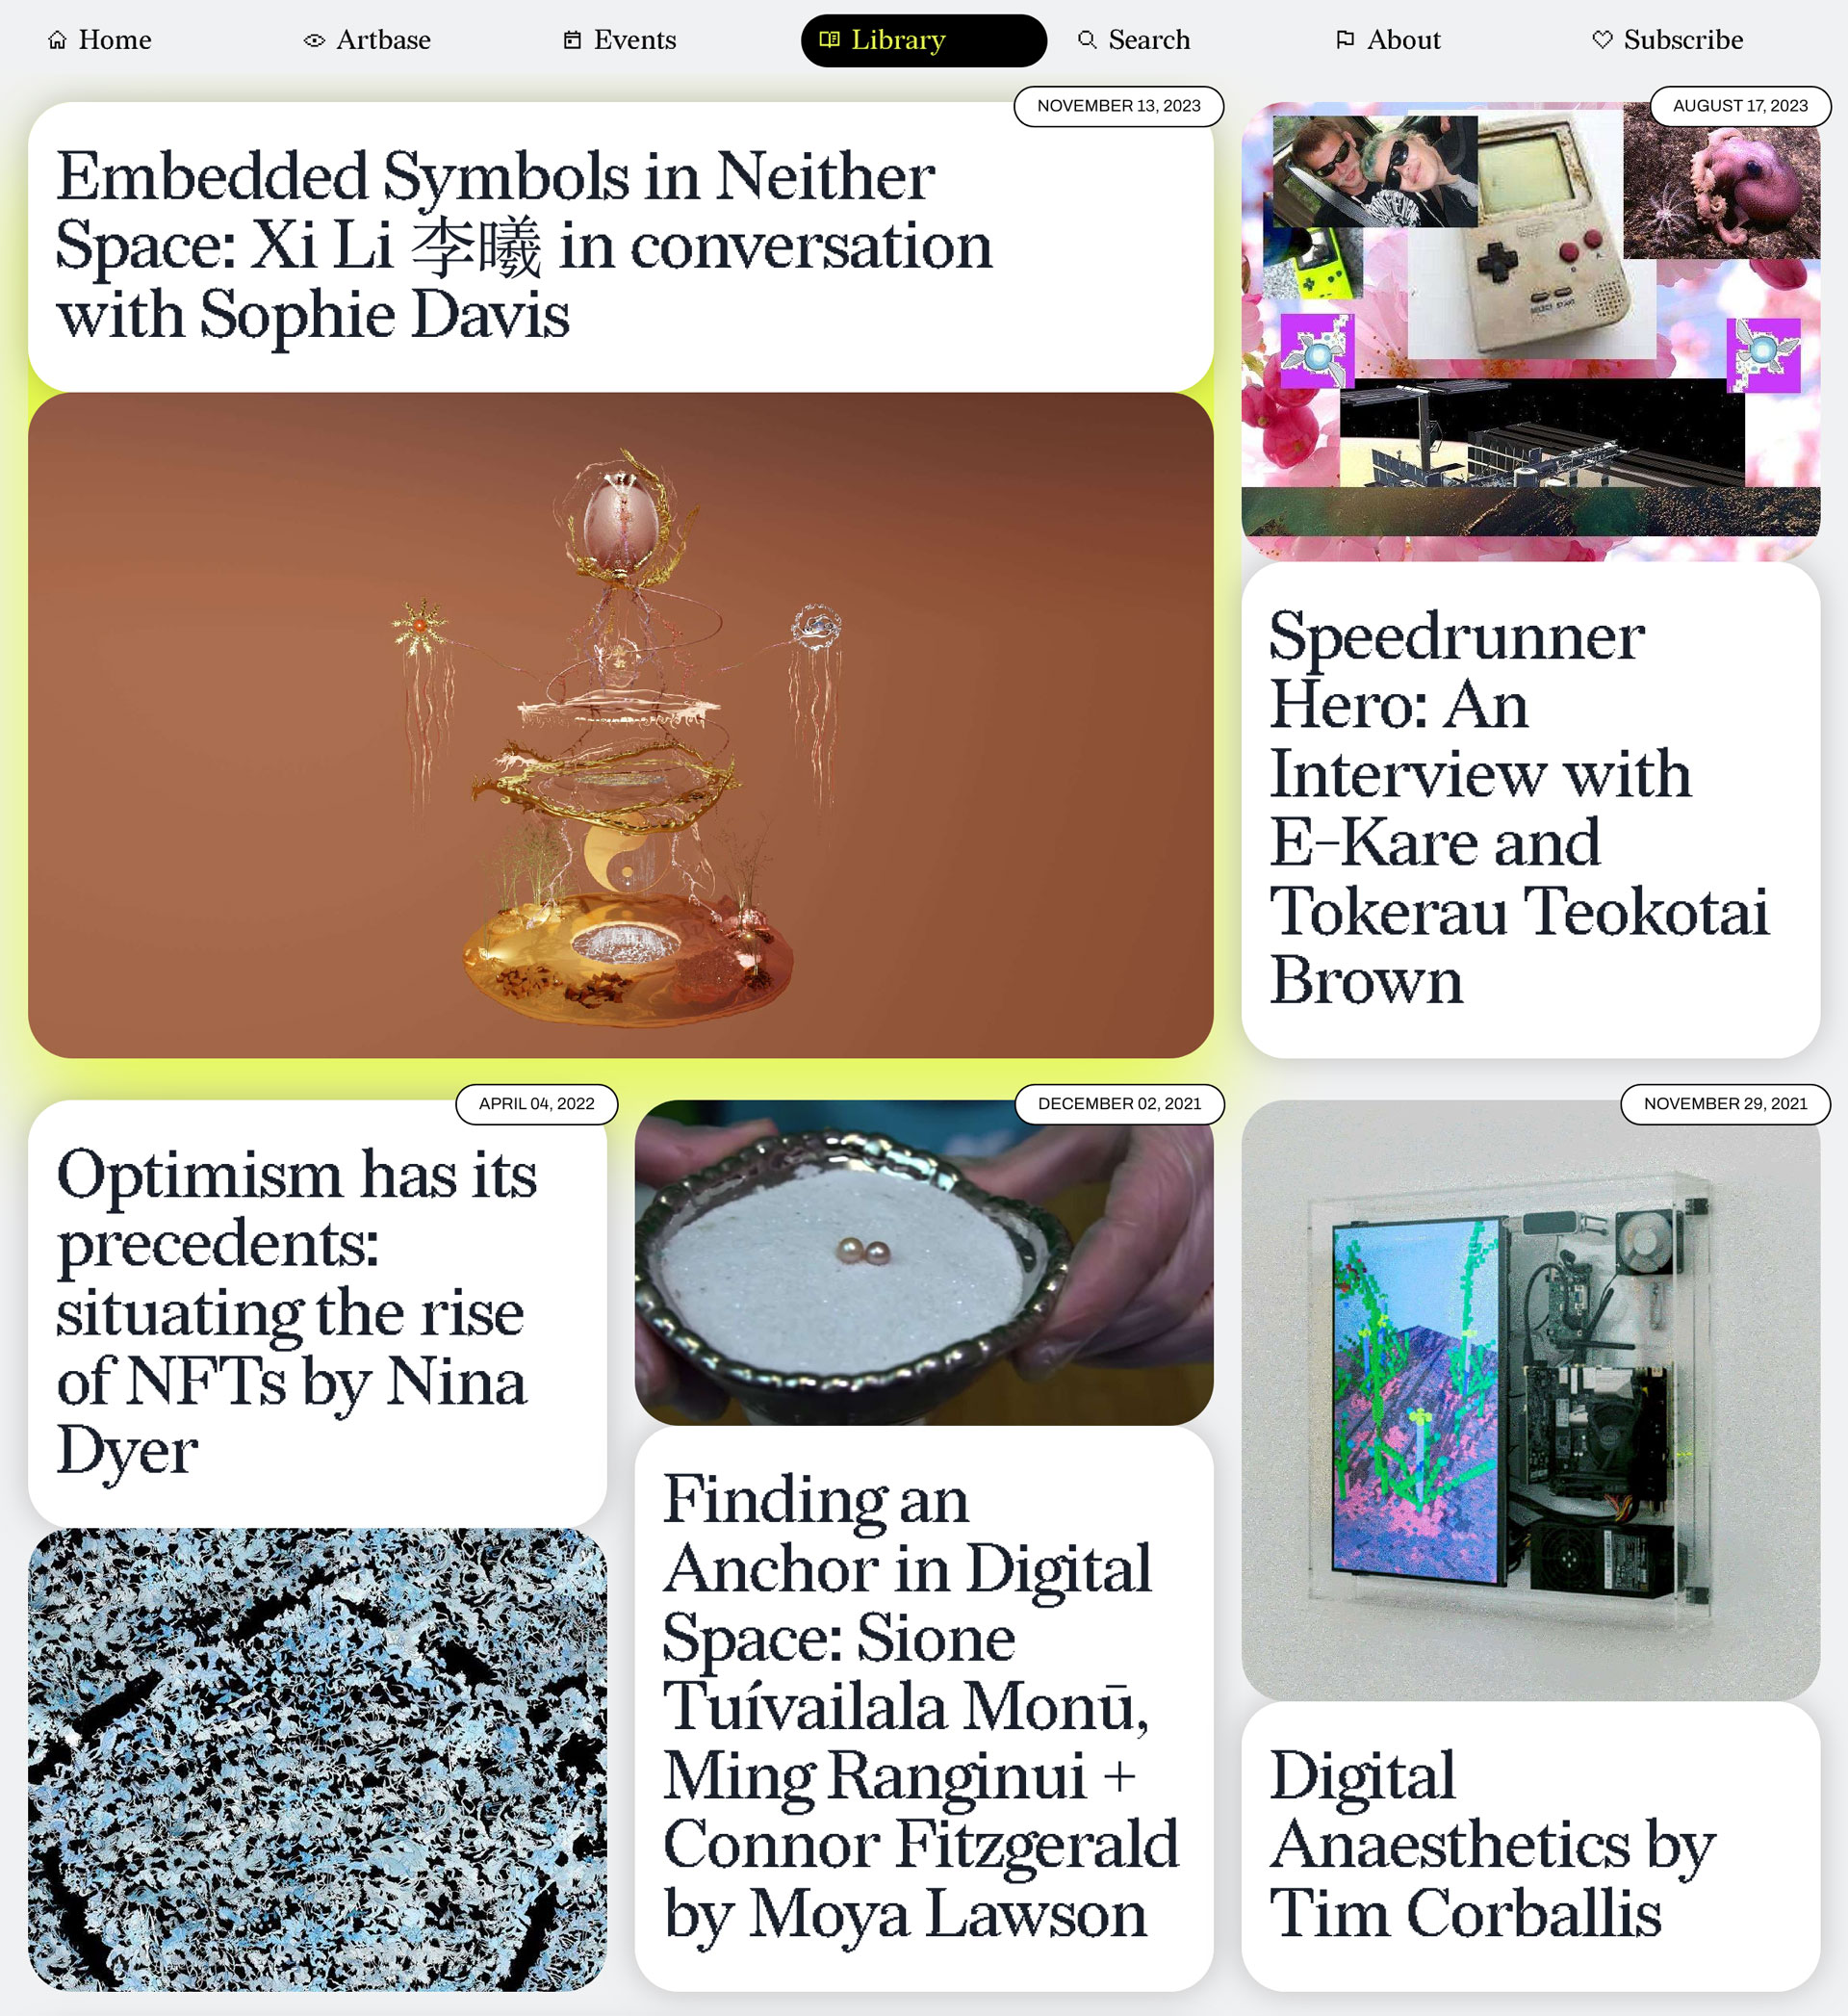 Home
Artbase
Events
Library
Search
About
Subscribe
NOVEMBER 13, 2023
Embedded Symbols in Neither
Space: Xi Li 李曦 in conversation
with Sophie Davis
AUGUST 17, 2023
Speedrunner
Hero: An
Interview with
E-Kare and
Tokerau Teokotai
Brown
APRIL 04, 2022
Optimism has its
precedents:
situating the rise
of NFTs by Nina
Dyer
DECEMBER 02, 2021
Finding an
Anchor in Digital
Space: Sione
Tuívailala Monū,
Ming Ranginui +
Connor Fitzgerald
by Moya Lawson
NOVEMBER 29, 2021
Digital
Anaesthetics by
Tim Corballis